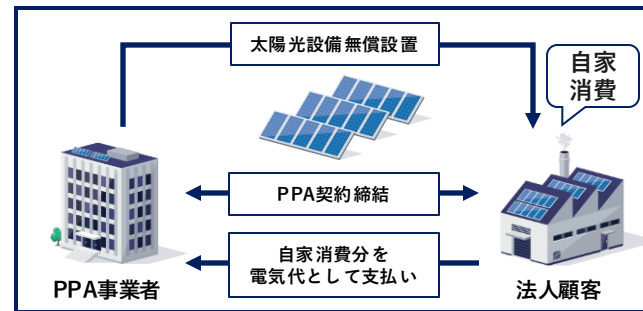 太陽光設備無償設置
自家
消費
PPA契約締結
自家消費分を
電気代として支払い
PPA事業者
法人顧客